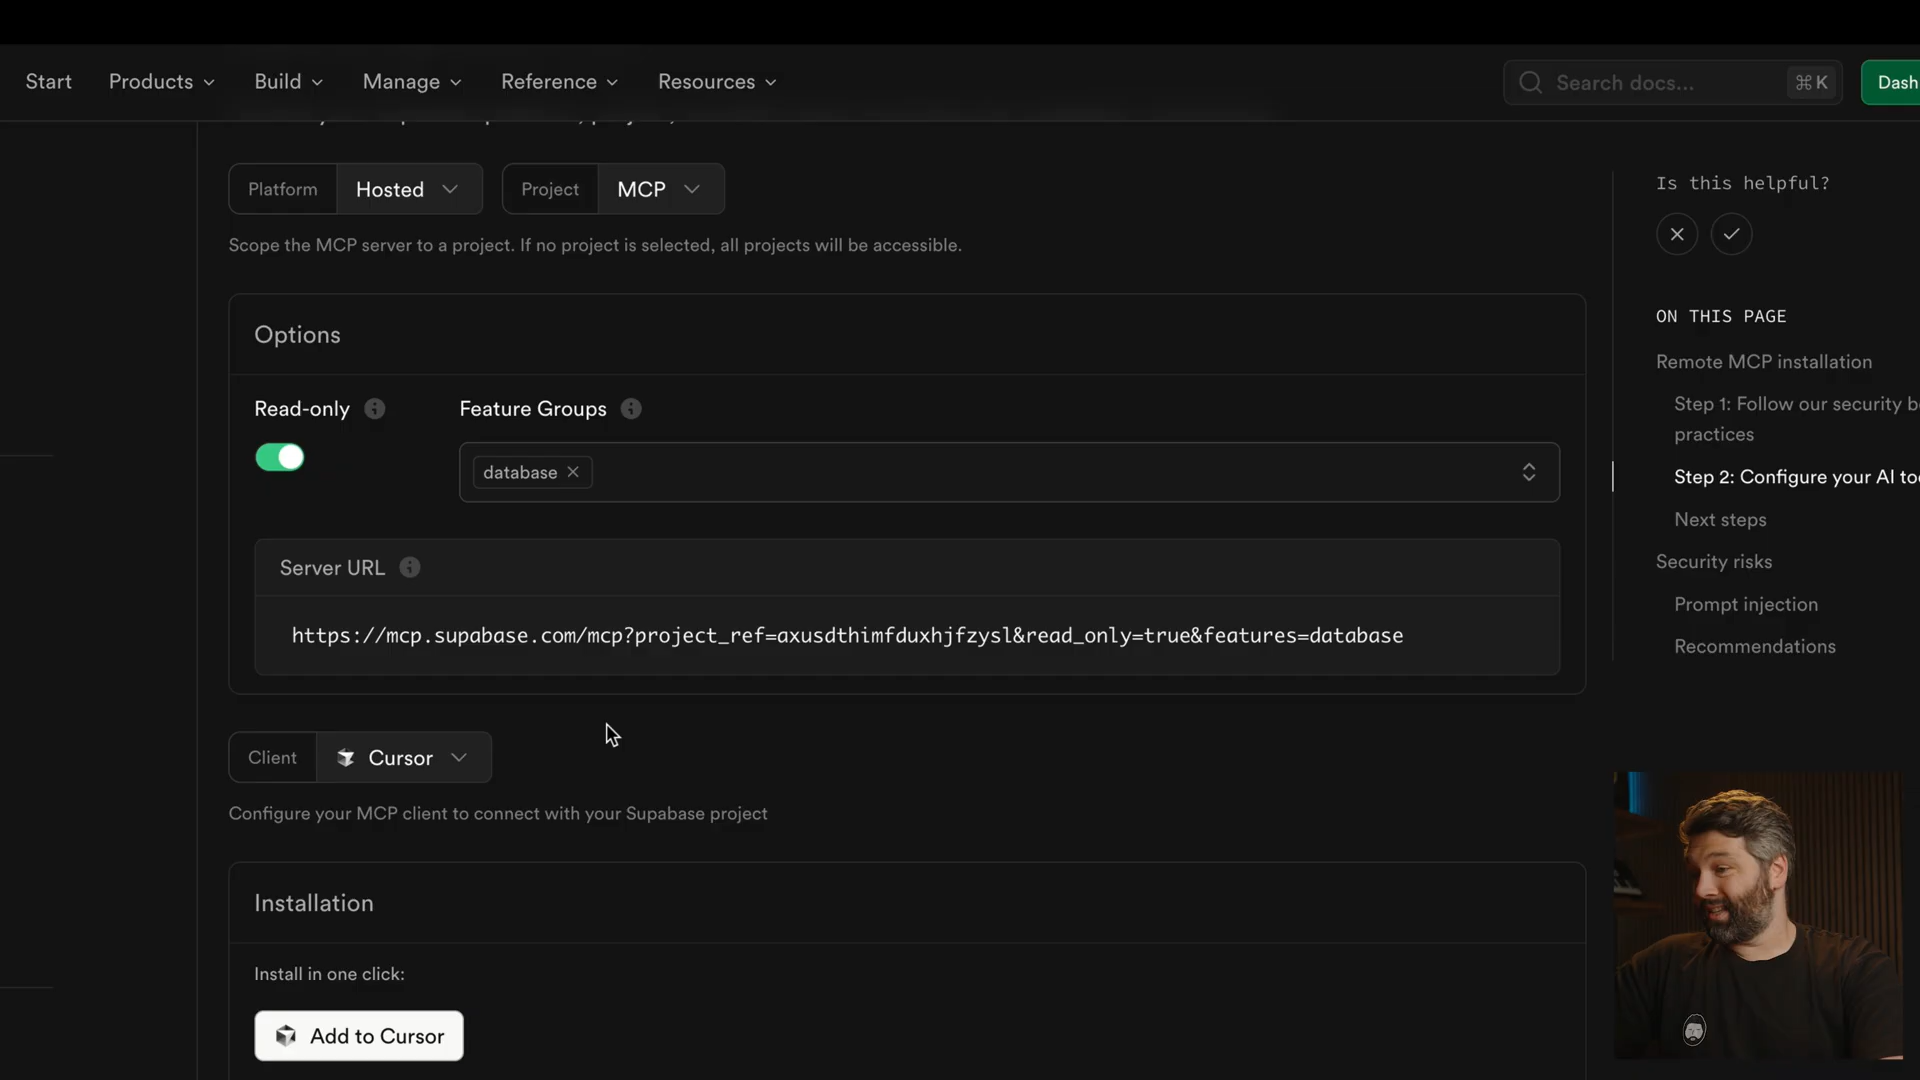 Start
Products
Build
Manage
Reference
Resources
Search docs...
⌘K
Dash
Platform
Hosted
Project
MCP
Scope the MCP server to a project. If no project is selected, all projects will be accessible.
Options
Read-only
Feature Groups
database
Server URL
https://mcp.supabase.com/mcp?project_ref=axusdthimfduxhjfzysl&read_only=true&features=database
Client
Cursor
Configure your MCP client to connect with your Supabase project
Installation
Install in one click:
Add to Cursor
Is this helpful?
ON THIS PAGE
Remote MCP installation
Step 1: Follow our security b
practices
Step 2: Configure your AI to
Next steps
Security risks
Prompt injection
Recommendations